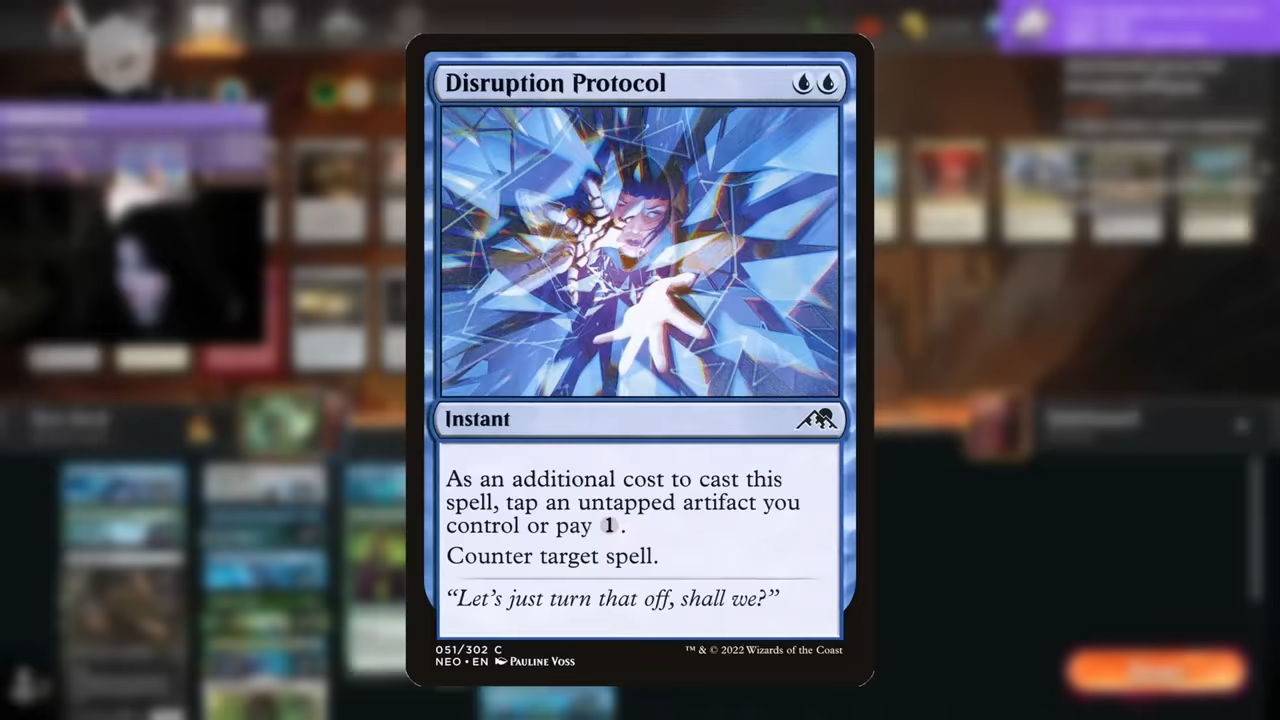 Disruption Protocol
Instant
As an additional cost to cast this
spell, tap an untapped artifact you
control or pay 1.
Counter target spell.
“Let's just turn that off, shall we?”
051/302 C
NEO • EN Pauline Voss
™ & © 2022 Wizards of the Coast